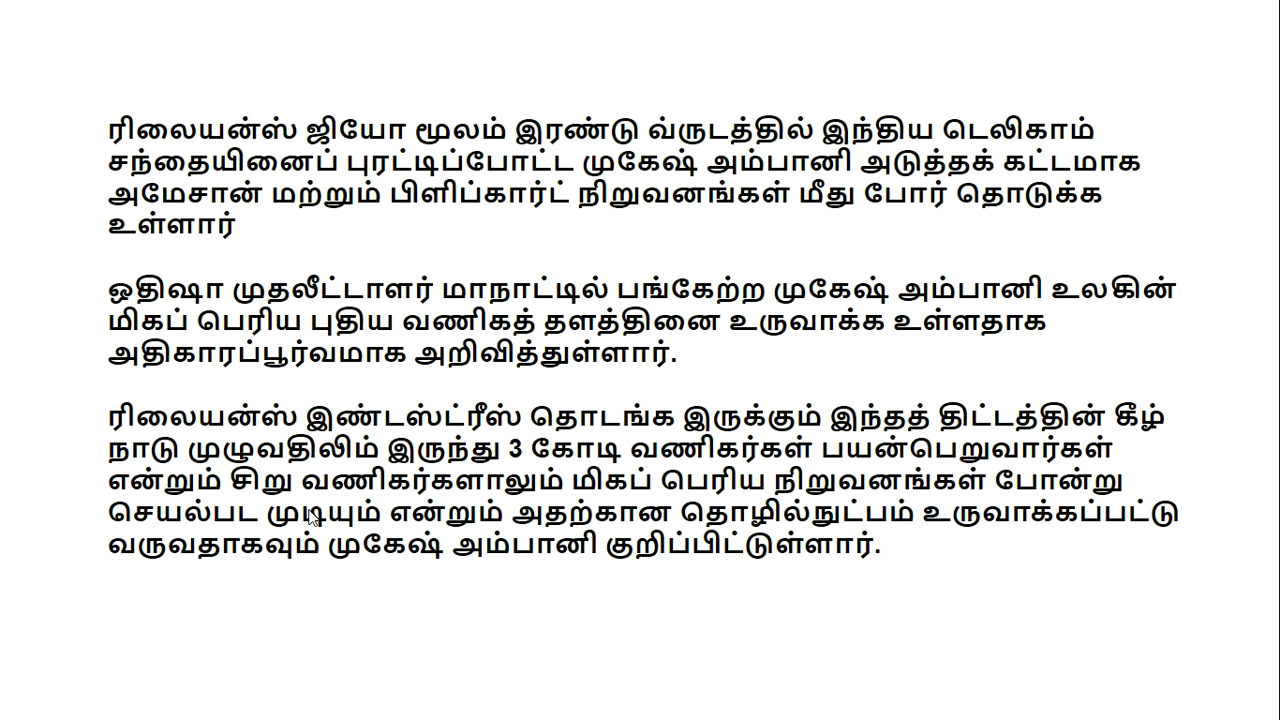 ரிலையன்ஸ் ஜியோ மூலம் இரண்டு வ்ருடத்தில் இந்திய டெலிகாம்
சந்தையினைப் புரட்டிப்போட்ட முகேஷ் அம்பானி அடுத்தக் கட்டமாக
அமேசான் மற்றும் பிளிப்கார்ட் நிறுவனங்கள் மீது போர் தொடுக்க
உள்ளார்
ஒதிஷா முதலீட்டாளர் மாநாட்டில் பங்கேற்ற முகேஷ் அம்பானி உலகின்
மிகப் பெரிய புதிய வணிகத் தளத்தினை உருவாக்க உள்ளதாக
அதிகாரப்பூர்வமாக அறிவித்துள்ளார்.
ரிலையன்ஸ் இண்டஸ்ட்ரீஸ் தொடங்க இருக்கும் இந்தத் திட்டத்தின் கீழ்
நாடு முழுவதிலிம் இருந்து 3 கோடி வணிகர்கள் பயன்பெறுவார்கள்
என்றும் சிறு வணிகர்களாலும் மிகப் பெரிய நிறுவனங்கள் போன்று
செயல்பட முடியும் என்றும் அதற்கான தொழில்நுட்பம் உருவாக்கப்பட்டு
வருவதாகவும் முகேஷ் அம்பானி குறிப்பிட்டுள்ளார்.